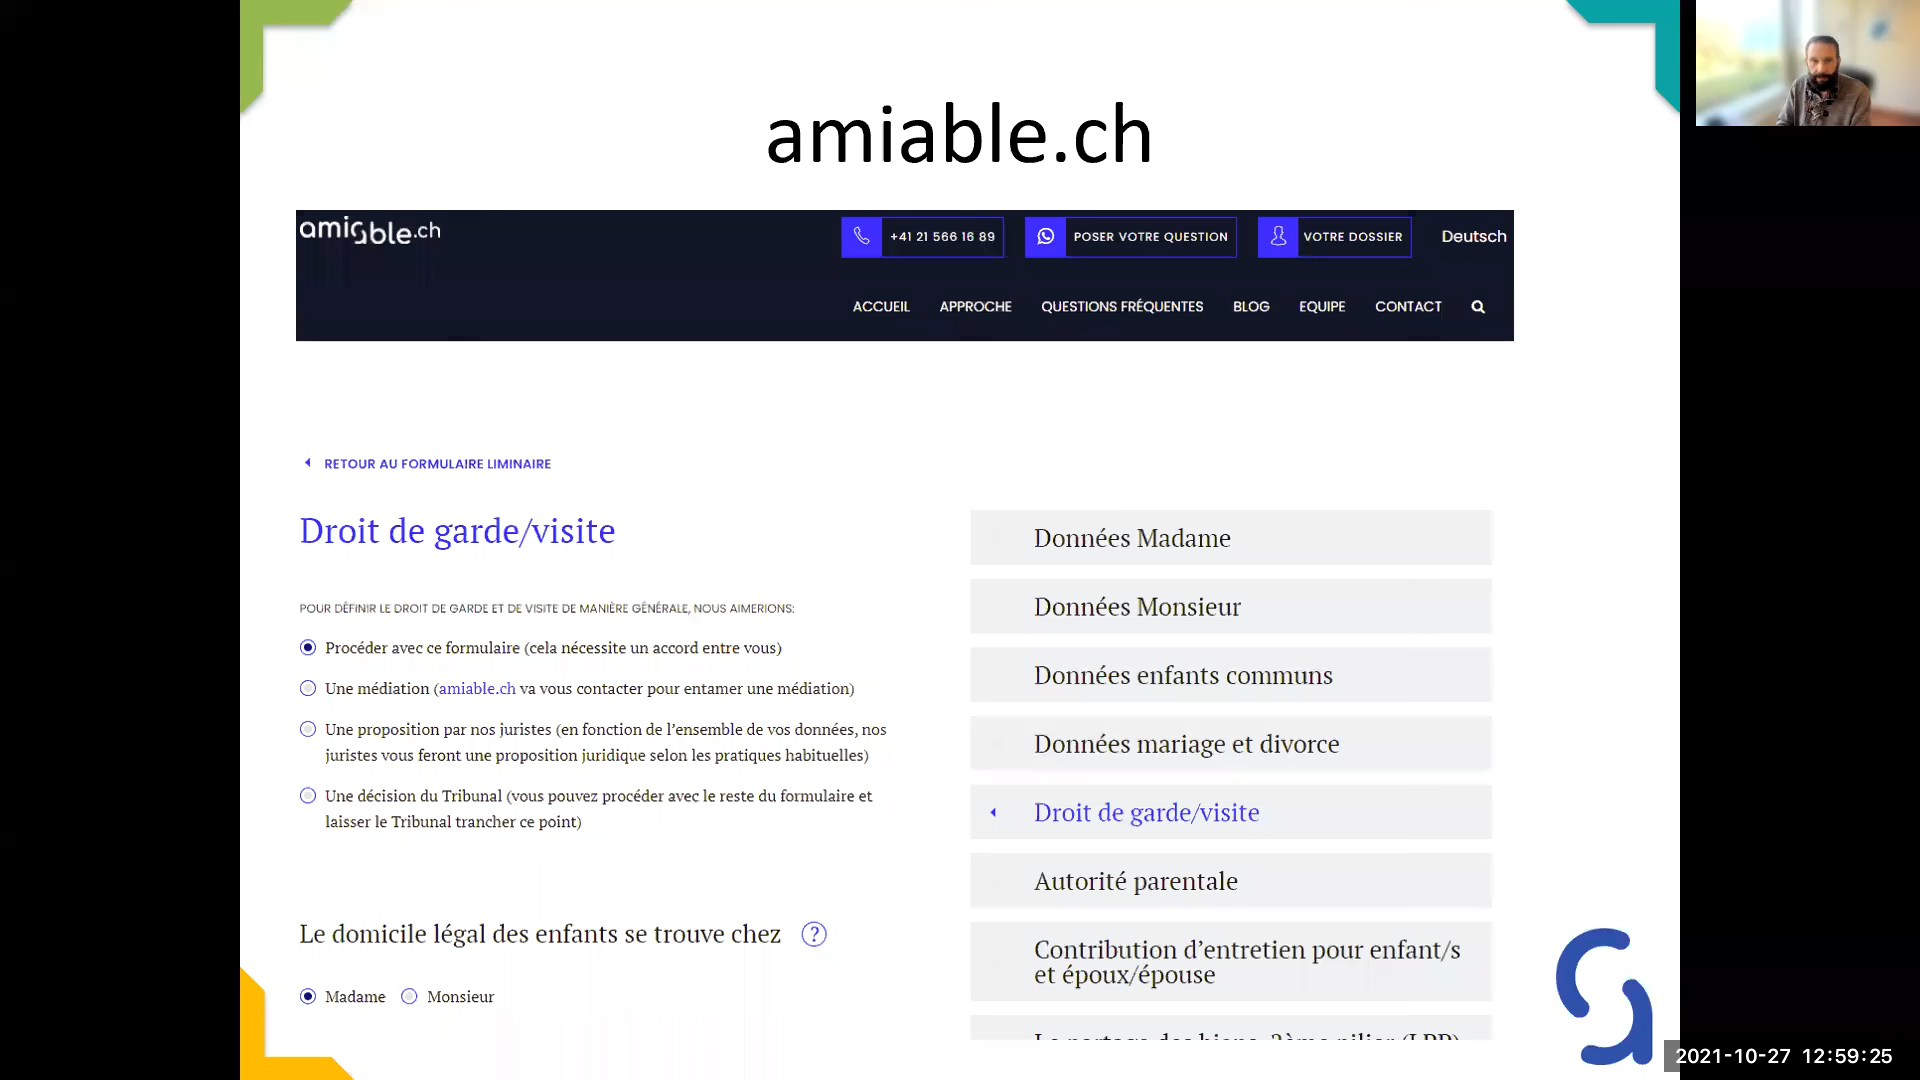 amiable.ch
amiable.ch
+41 21 566 16 89
POSER VOTRE QUESTION
VOTRE DOSSIER
Deutsch
ACCUEIL
APPROCHE
QUESTIONS FRÉQUENTES
BLOG
EQUIPE
CONTACT
RETOUR AU FORMULAIRE LIMINAIRE
Droit de garde/visite
POUR DÉFINIR LE DROIT DE GARDE ET DE VISITE DE MANIÈRE GÉNÉRALE, NOUS AIMERIONS:
Procéder avec ce formulaire (cela nécessite un accord entre vous)
Une médiation (amiable.ch va vous contacter pour entamer une médiation)
Une proposition par nos juristes (en fonction de l'ensemble de vos données, nos
juristes vous feront une proposition juridique selon les pratiques habituelles)
Une décision du Tribunal (vous pouvez procéder avec le reste du formulaire et
laisser le Tribunal trancher ce point)
Le domicile légal des enfants se trouve chez ?
Madame
Monsieur
Données Madame
Données Monsieur
Données enfants communs
Données mariage et divorce
Droit de garde/visite
Autorité parentale
Contribution d'entretien pour enfant/s
et époux/épouse
Le partage des biens, 2ème pilier (LPP)
2021-10-27 12:59:25